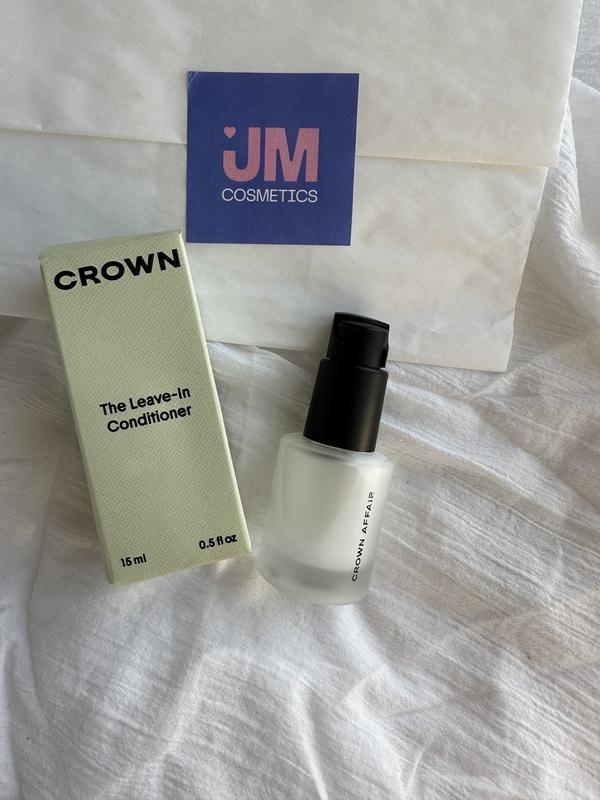 JM
COSMETICS
CROWN
The Leave-In
Conditioner
15 ml
0.5 fl oz
CROWN AFFAIR